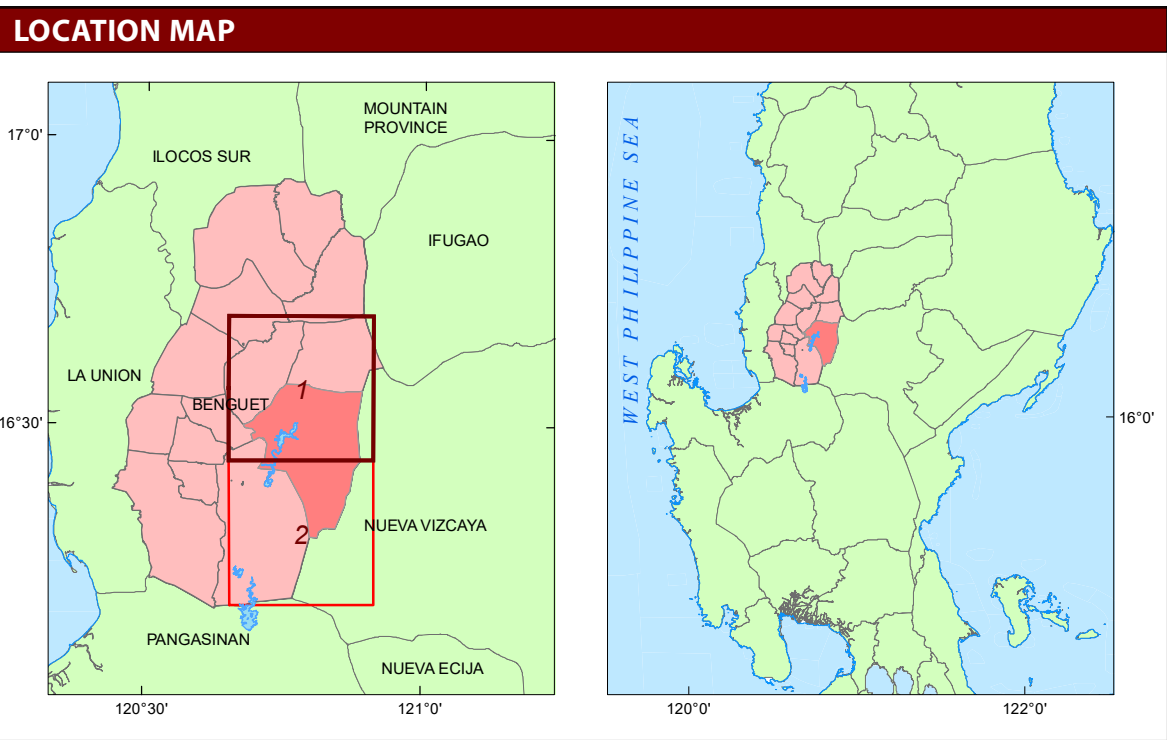 LOCATION MAP
MOUNTAIN
PROVINCE
17°0'
ILOCOS SUR
IFUGAO
LA UNION
BENGUET
1
16°30'
2
NUEVA VIZCAYA
PANGASINAN
NUEVA ECIJA
120°30'
121°0'
WEST PHILIPPINE SEA
16°0'
120°0'
122°0'